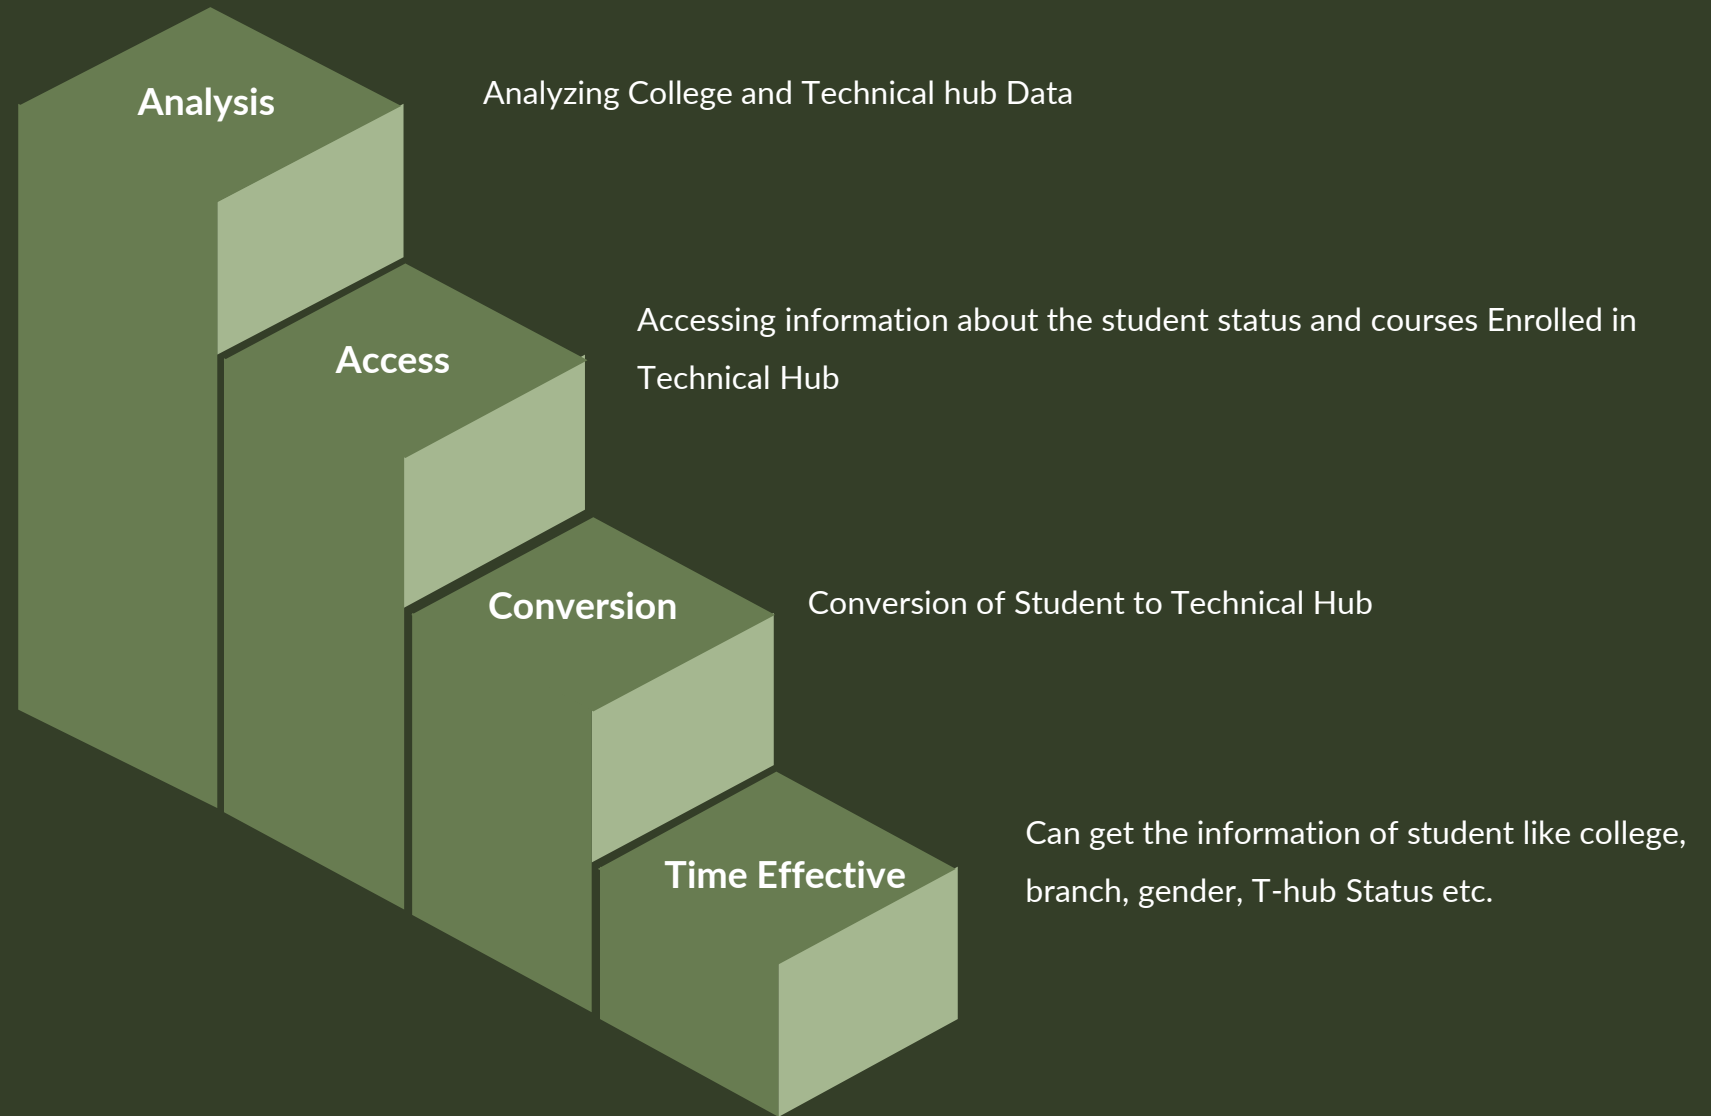 Analysis
Analyzing College and Technical hub Data
Access
Accessing information about the student status and courses Enrolled in
Technical Hub
Conversion
Conversion of Student to Technical Hub
Time Effective
Can get the information of student like college,
branch, gender, T-hub Status etc.